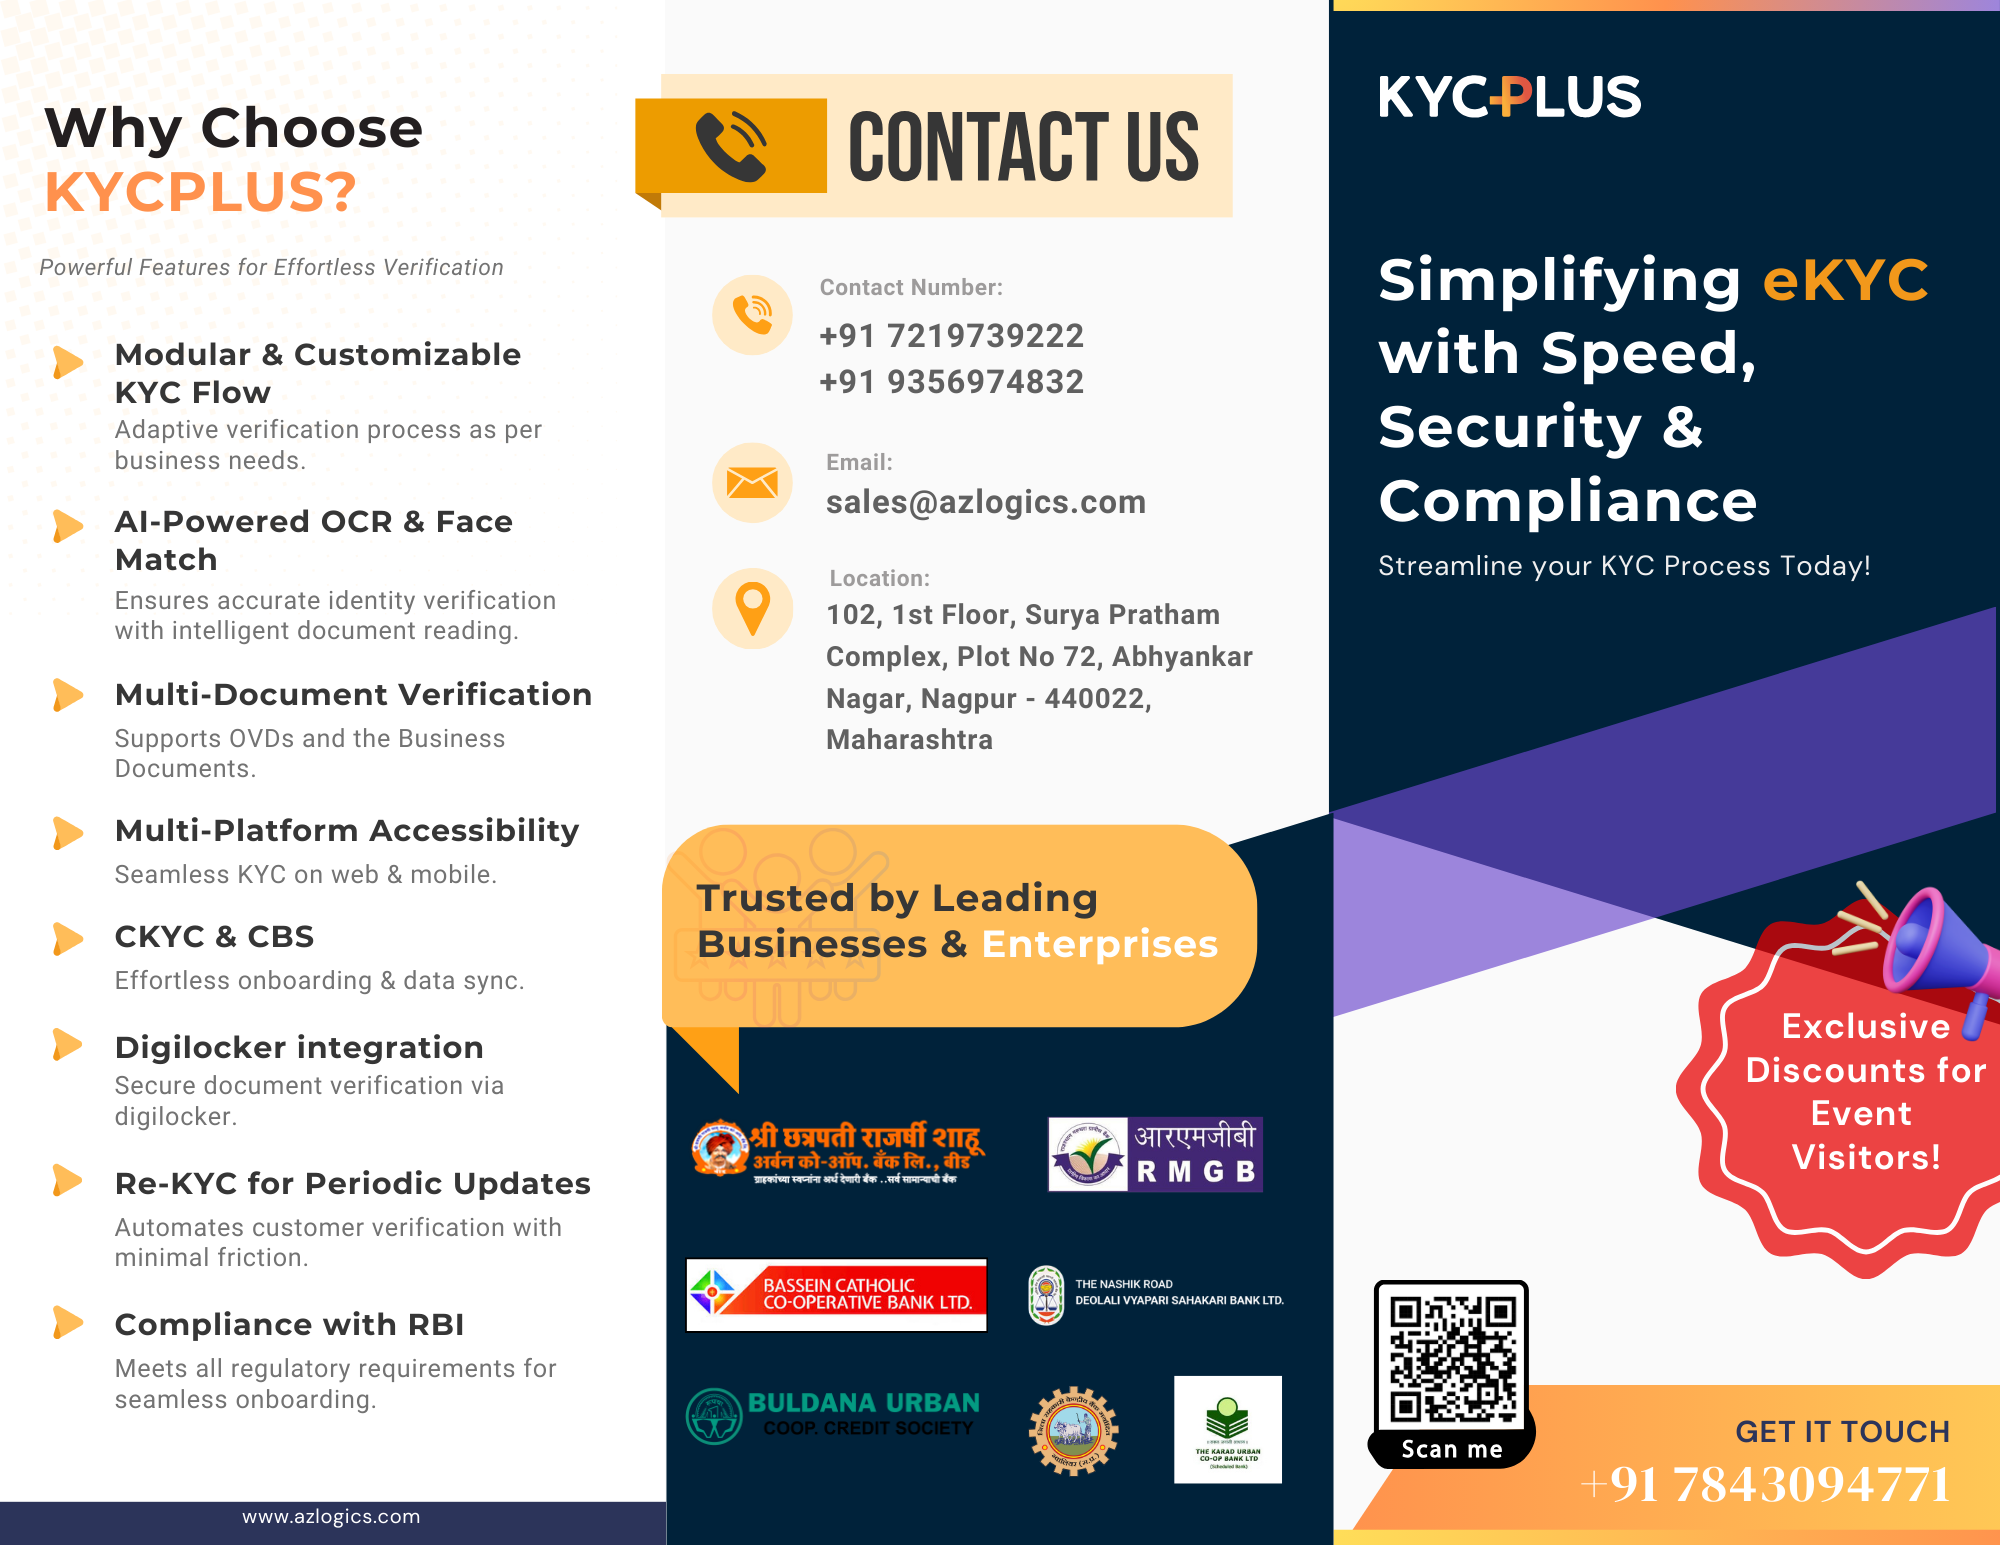 Why Choose
KYCPLUS?
Powerful Features for Effortless Verification
Modular & Customizable
KYC Flow
Adaptive verification process as per
business needs.
AI-Powered OCR & Face
Match
Ensures accurate identity verification
with intelligent document reading.
Multi-Document Verification
Supports OVDs and the Business
Documents.
Multi-Platform Accessibility
Seamless KYC on web & mobile.
CKYC & CBS
Effortless onboarding & data sync.
Digilocker integration
Secure document verification via
digilocker.
Re-KYC for Periodic Updates
Automates customer verification with
minimal friction.
Compliance with RBI
Meets all regulatory requirements for
seamless onboarding.
www.azlogics.com
CONTACT US
Contact Number:
+91 7219739222
+91 9356974832
Email:
sales@azlogics.com
Location:
102, 1st Floor, Surya Pratham
Complex, Plot No 72, Abhyankar
Nagar, Nagpur - 440022,
Maharashtra
Trusted by Leading
Businesses & Enterprises
श्री छत्रपती राजर्षी शाहू
अर्बन को-ऑप. बँक लि., बीड
ग्राहकांच्या स्वप्नांना अर्थ देणारी बँक ..सर्व सामान्याची बँक
आरएमजीबी
RMGB
BASSEIN CATHOLIC
CO-OPERATIVE BANK LTD.
THE NASHIK ROAD
DEOLALI VYAPARI SAHAKARI BANK LTD.
BULDANA URBAN
COOP. CREDIT SOCIETY
THE KARAD URBAN
CO-OP BANK LTD
(Scheduled Bank)
KYCPLUS
Simplifying eKYC
with Speed,
Security &
Compliance
Streamline your KYC Process Today!
Exclusive
Discounts for
Event
Visitors!
Scan me
GET IT TOUCH
+91 7843094771